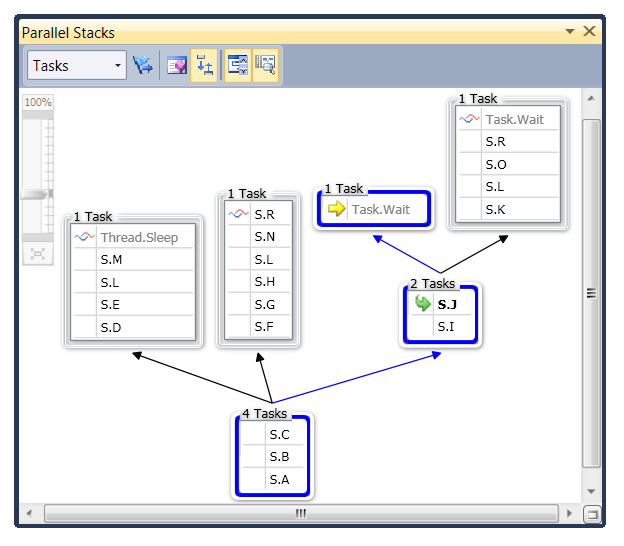 Parallel Stacks
Tasks
100%
1 Task
Task.Wait
S.R
S.O
S.L
S.K
1 Task
Task.Wait
1 Task
S.R
S.N
S.L
S.H
S.G
S.F
1 Task
Thread.Sleep
S.M
S.L
S.E
S.D
2 Tasks
S.J
S.I
4 Tasks
S.C
S.B
S.A